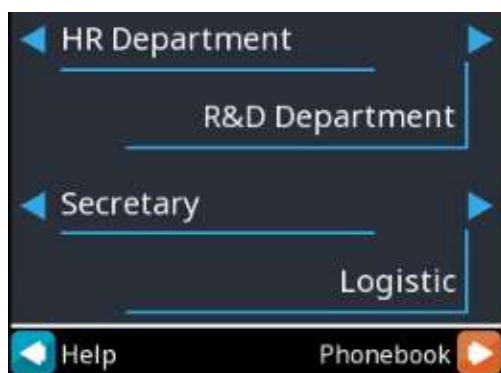 HR Department
R&D Department
Secretary
Logistic
Help Phonebook